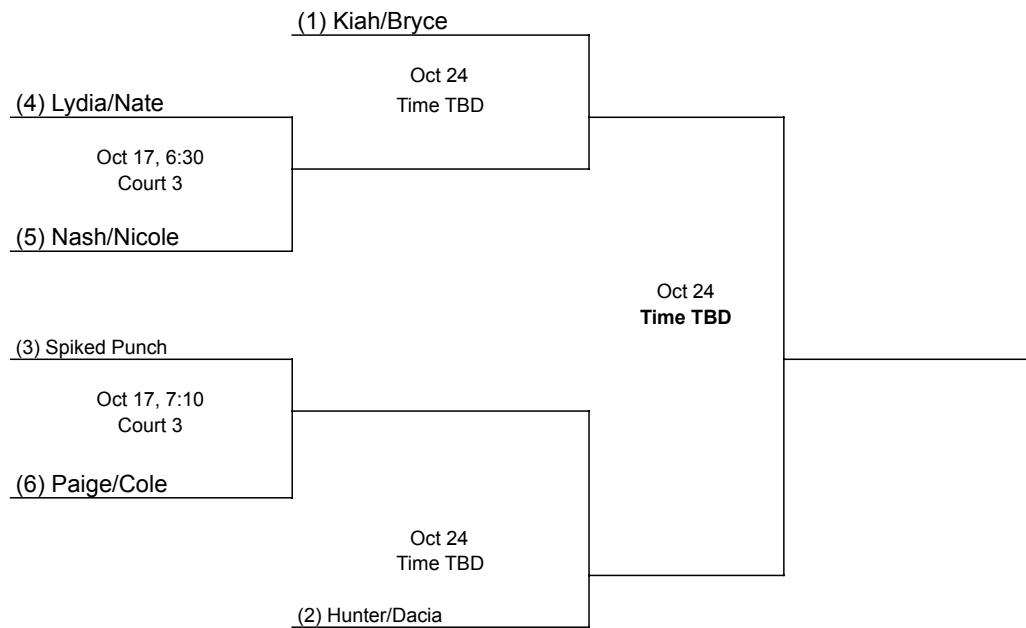 (1) Kiah/Bryce
Oct 24
Time TBD
(4) Lydia/Nate
Oct 17, 6:30
Court 3
(5) Nash/Nicole
Oct 24
Time TBD
(3) Spiked Punch
Oct 17, 7:10
Court 3
(6) Paige/Cole
Oct 24
Time TBD
(2) Hunter/Dacia